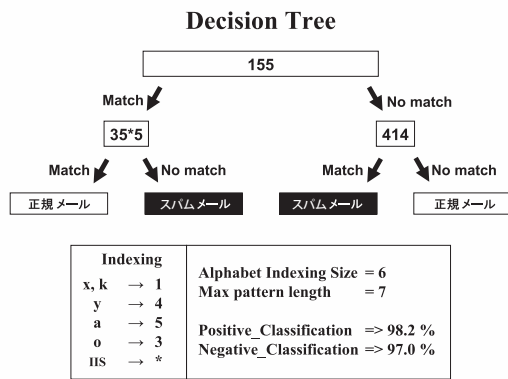 Decision Tree
155
Match
No match
35*5
414
Match
No match
Match
No match
正規メール
スパムメール
スパムメール
正規メール
Indexing
x, k → 1
y → 4
a → 5
o → 3
IIS → *
Alphabet Indexing Size = 6
Max pattern length = 7
Positive_Classification => 98.2 %
Negative_Classification => 97.0 %